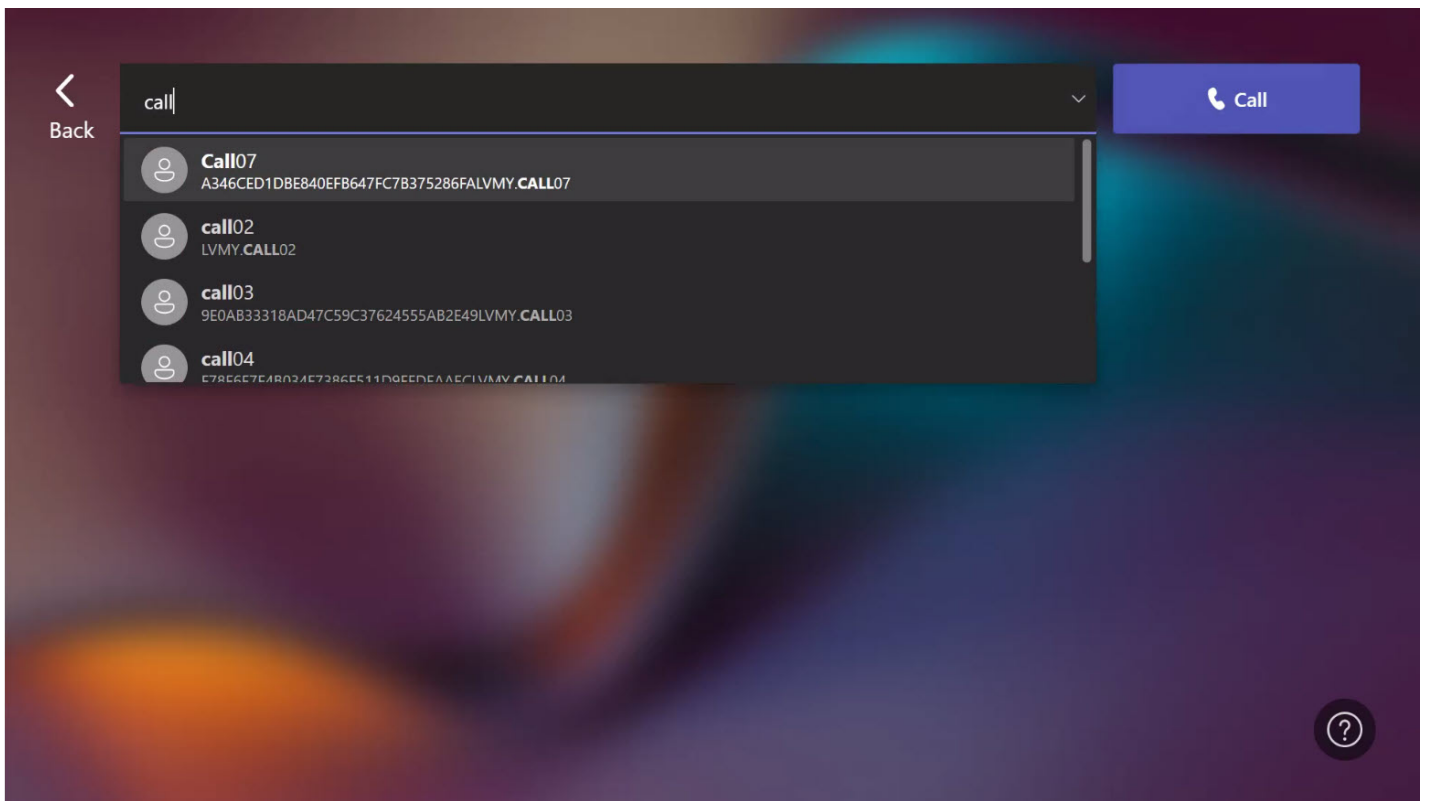 Back
call
Call
Call07
A346CED1DBE840EFB647FC7B375286FALVMY.CALL07
call02
LVMY.CALL02
call03
9E0AB33318AD47C59C37624555AB2E49LVMY.CALL03
call04
?